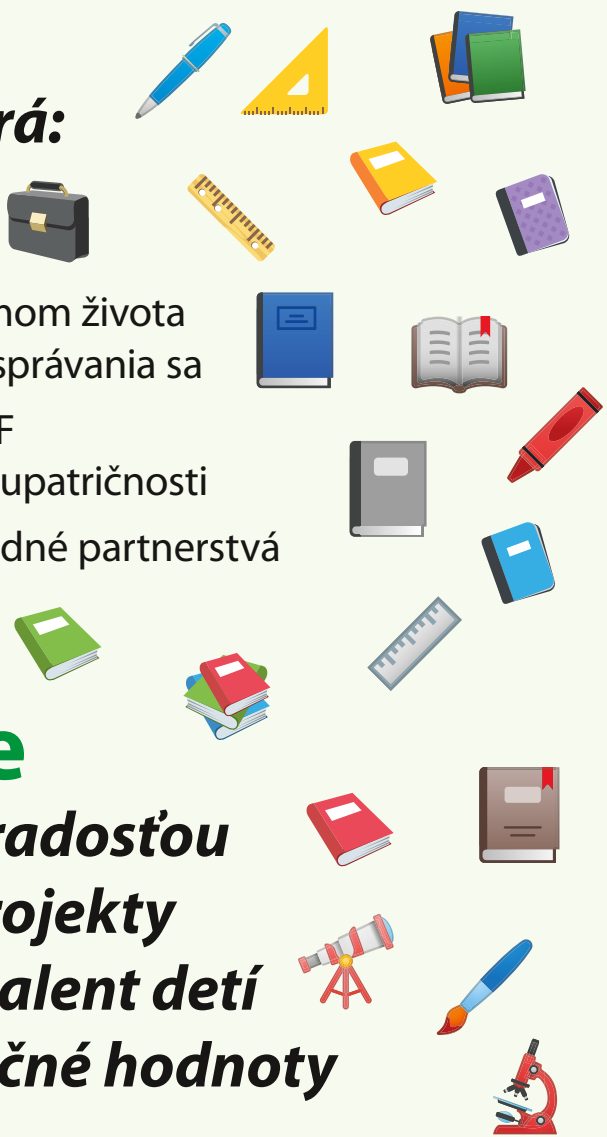 rá:
nom života
správania sa
F
upatričnosti
dné partnerstvá
e
radosťou
rojekty
alent detí
čné hodnoty